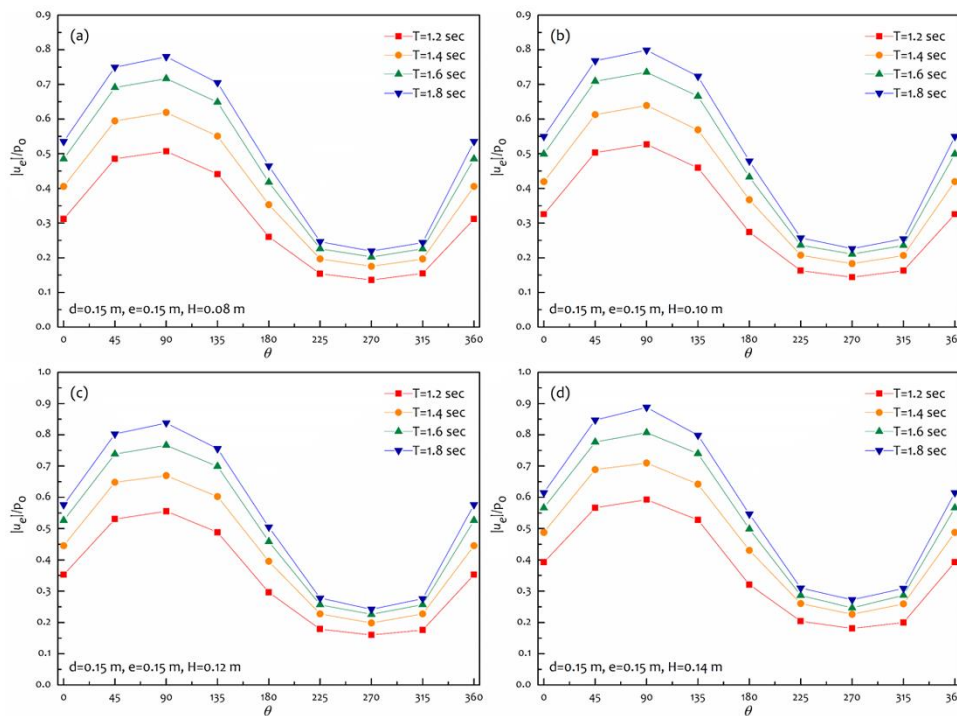 (a)
T=1.2 sec
T=1.4 sec
T=1.6 sec
T=1.8 sec
0.9
0.8
0.7
0.6
0.5
0.4
0.3
0.2
0.1
0.0
|u_e|/p_0
d=0.15 m, e=0.15 m, H=0.08 m
0 45 90 135 180 225 270 315 360
θ
(b)
T=1.2 sec
T=1.4 sec
T=1.6 sec
T=1.8 sec
0.9
0.8
0.7
0.6
0.5
0.4
0.3
0.2
0.1
0.0
|u_e|/p_0
d=0.15 m, e=0.15 m, H=0.10 m
0 45 90 135 180 225 270 315 360
θ
(c)
T=1.2 sec
T=1.4 sec
T=1.6 sec
T=1.8 sec
1.0
0.9
0.8
0.7
0.6
0.5
0.4
0.3
0.2
0.1
0.0
|u_e|/p_0
d=0.15 m, e=0.15 m, H=0.12 m
0 45 90 135 180 225 270 315 360
θ
(d)
T=1.2 sec
T=1.4 sec
T=1.6 sec
T=1.8 sec
1.0
0.9
0.8
0.7
0.6
0.5
0.4
0.3
0.2
0.1
0.0
|u_e|/p_0
d=0.15 m, e=0.15 m, H=0.14 m
0 45 90 135 180 225 270 315 360
θ